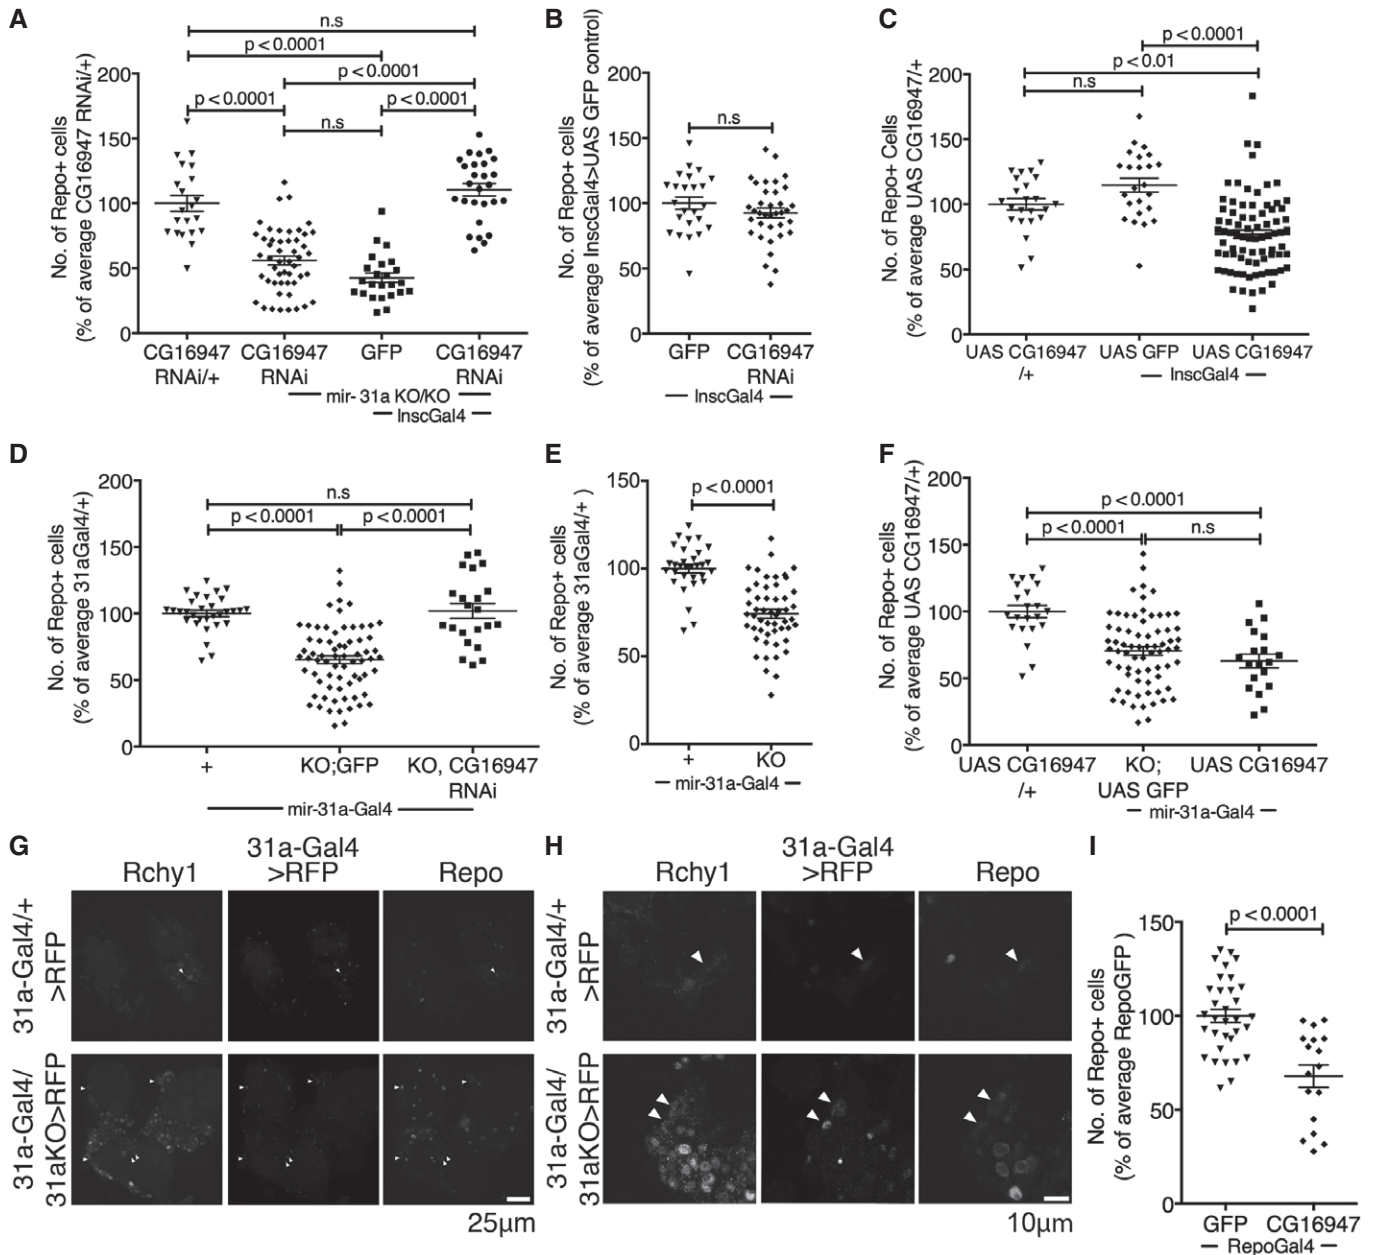 A
n.s
p < 0.0001
p < 0.0001
p < 0.0001
p < 0.0001
n.s
No. of Repo+ cells
(% of average CG16947 RNAi/+)
200
150
100
50
0
CG16947
RNAi/+
CG16947
RNAi
GFP
CG16947
RNAi
mir- 31a KO/KO
InscGal4
B
n.s
No. of Repo+ cells
(% of average InscGal4>UAS GFP control)
200
150
100
50
0
GFP
CG16947
RNAi
InscGal4
C
p < 0.0001
p < 0.01
n.s
No. of Repo+ Cells
(% of average UAS CG16947/+
200
150
100
50
0
UAS CG16947
/+
UAS GFP
UAS CG16947
InscGal4
D
n.s
p < 0.0001
p < 0.0001
No. of Repo+ cells
(% of average 31aGal4/+)
200
150
100
50
0
+
KO;GFP
KO, CG16947
RNAi
mir-31a-Gal4
E
p < 0.0001
No. of Repo+ cells
(% of average 31aGal4/+ )
150
100
50
0
+
KO
mir-31a-Gal4
F
p < 0.0001
p < 0.0001
n.s
No. of Repo+ cells
(% of average UAS CG16947/+)
200
150
100
50
0
UAS CG16947
/+
KO;
UAS GFP
UAS CG16947
mir-31a-Gal4
G
Rchy1
31a-Gal4
>RFP
Repo
31a-Gal4/+
>RFP
31a-Gal4/
31aKO>RFP
25μm
H
Rchy1
31a-Gal4
>RFP
Repo
31a-Gal4/+
>RFP
31a-Gal4/
31aKO>RFP
10μm
I
p < 0.0001
No. of Repo+ cells
(% of average RepoGFP )
150
100
50
0
GFP
CG16947
RepoGal4